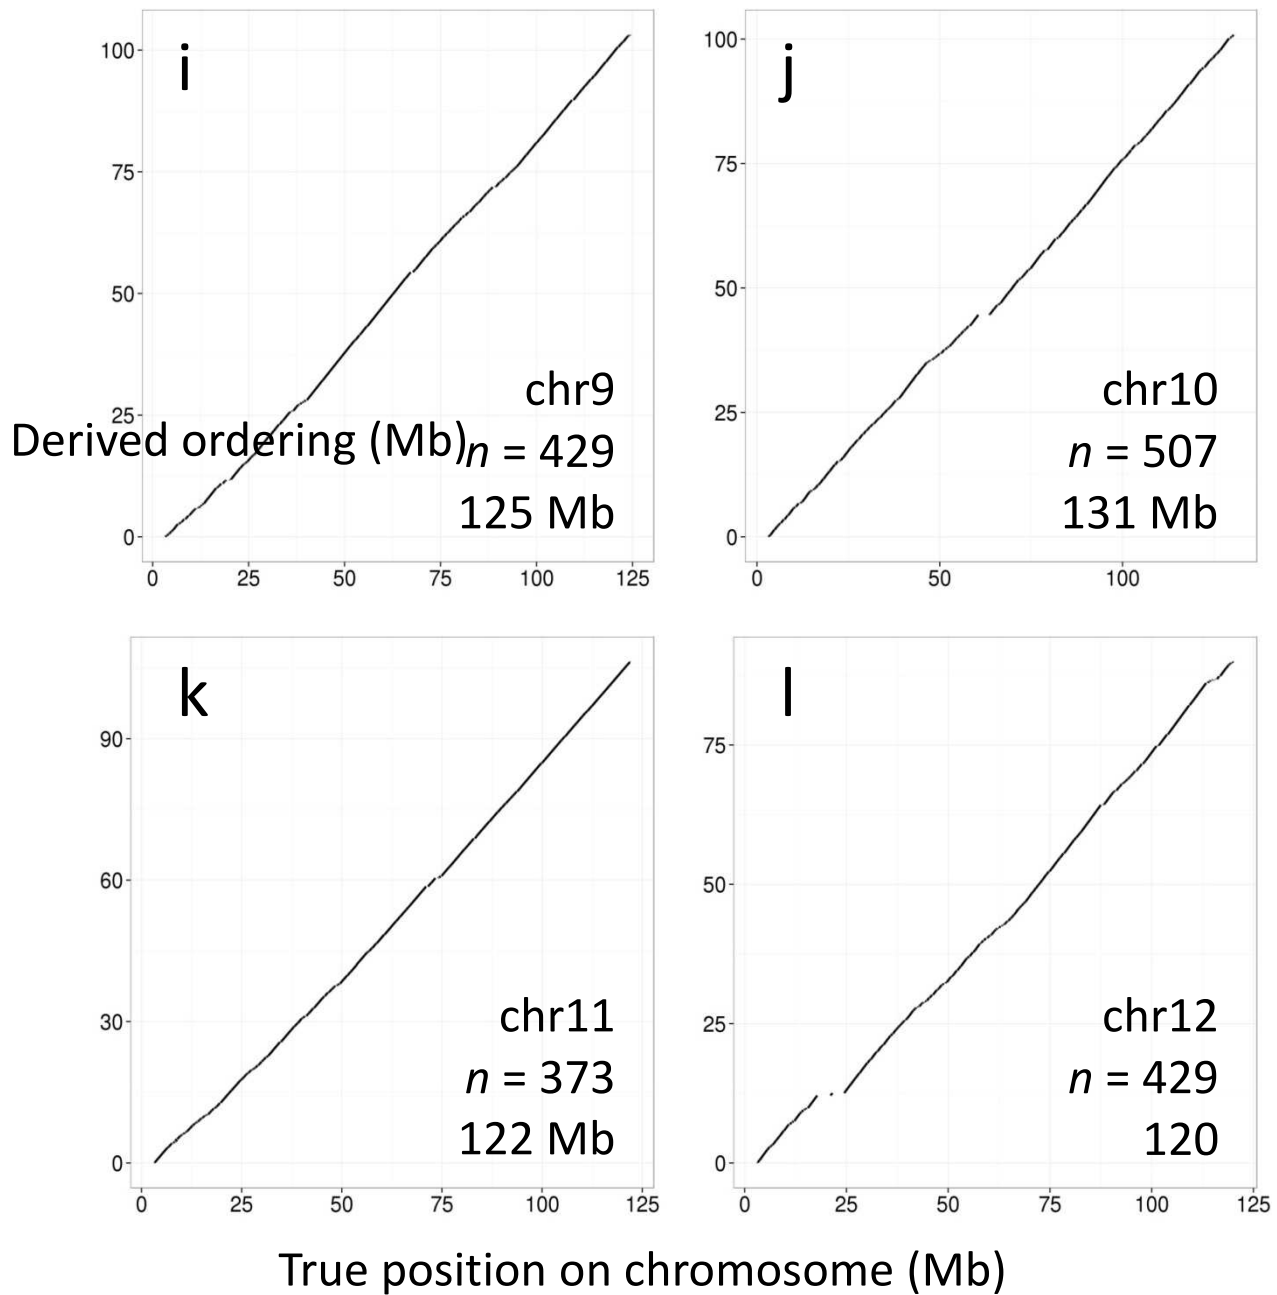 i
100
75
50
25
0
0 25 50 75 100 125
chr9
n = 429
125 Mb
j
100
75
50
25
0
0 50 100
chr10
n = 507
131 Mb
Derived ordering (Mb)
k
90
60
30
0
0 25 50 75 100 125
chr11
n = 373
122 Mb
l
75
50
25
0
0 25 50 75 100 125
chr12
n = 429
120
True position on chromosome (Mb)